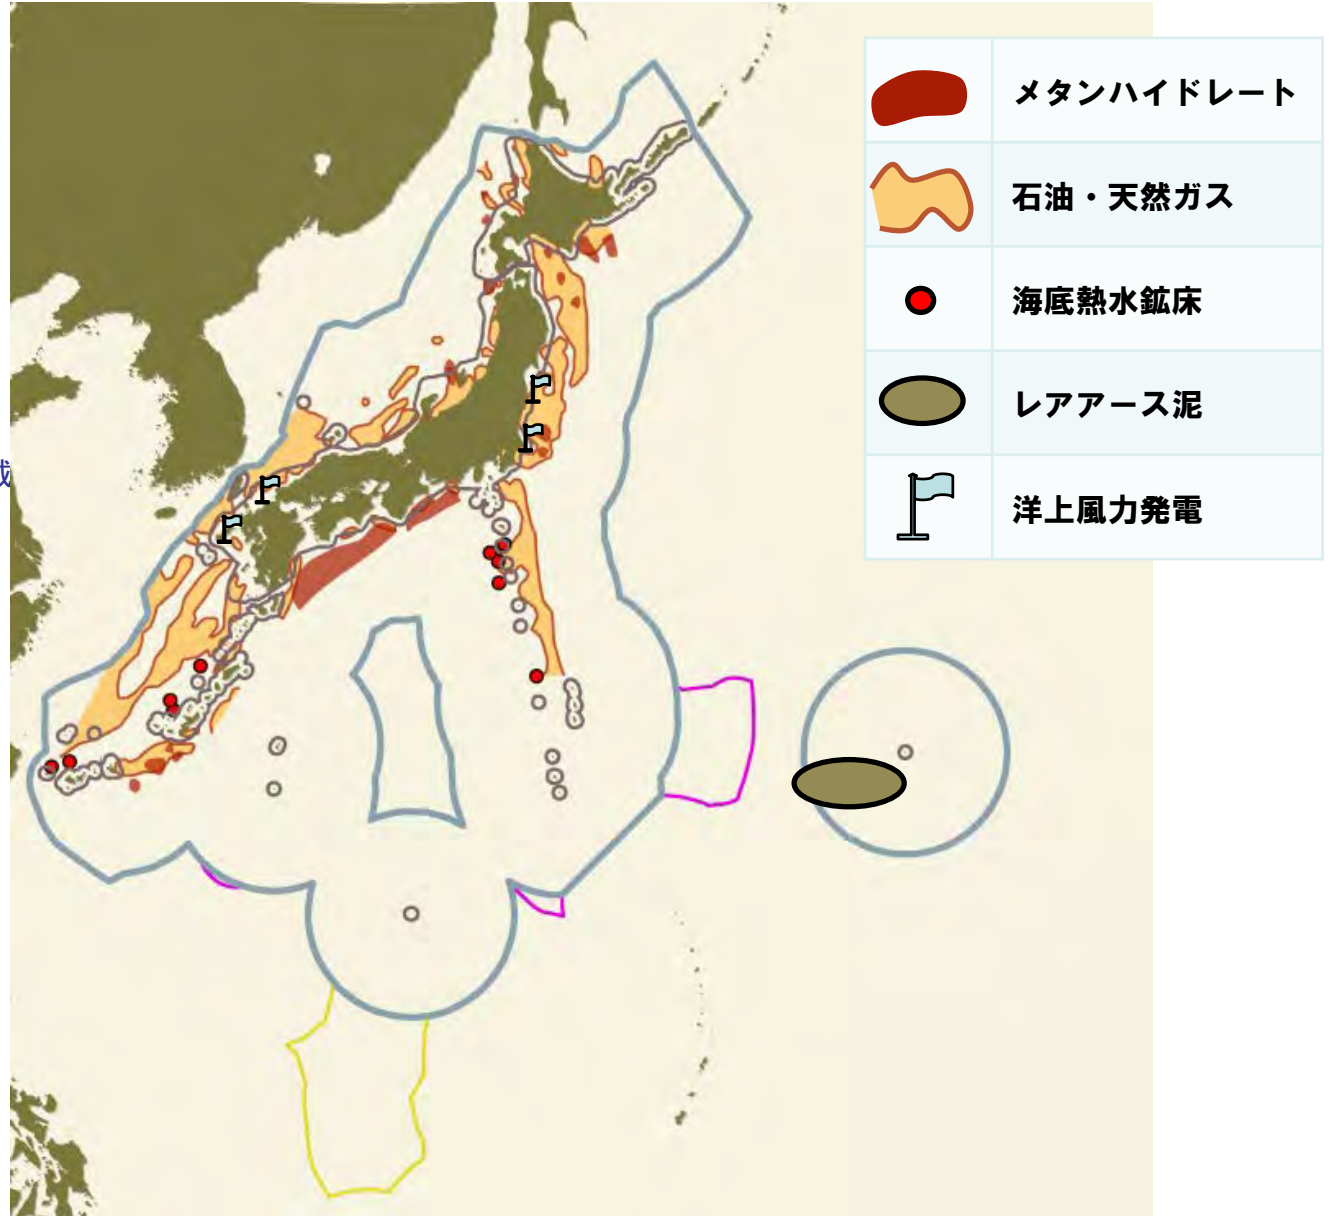 メタンハイドレート
石油・天然ガス
海底熱水鉱床
レアアース泥
洋上風力発電